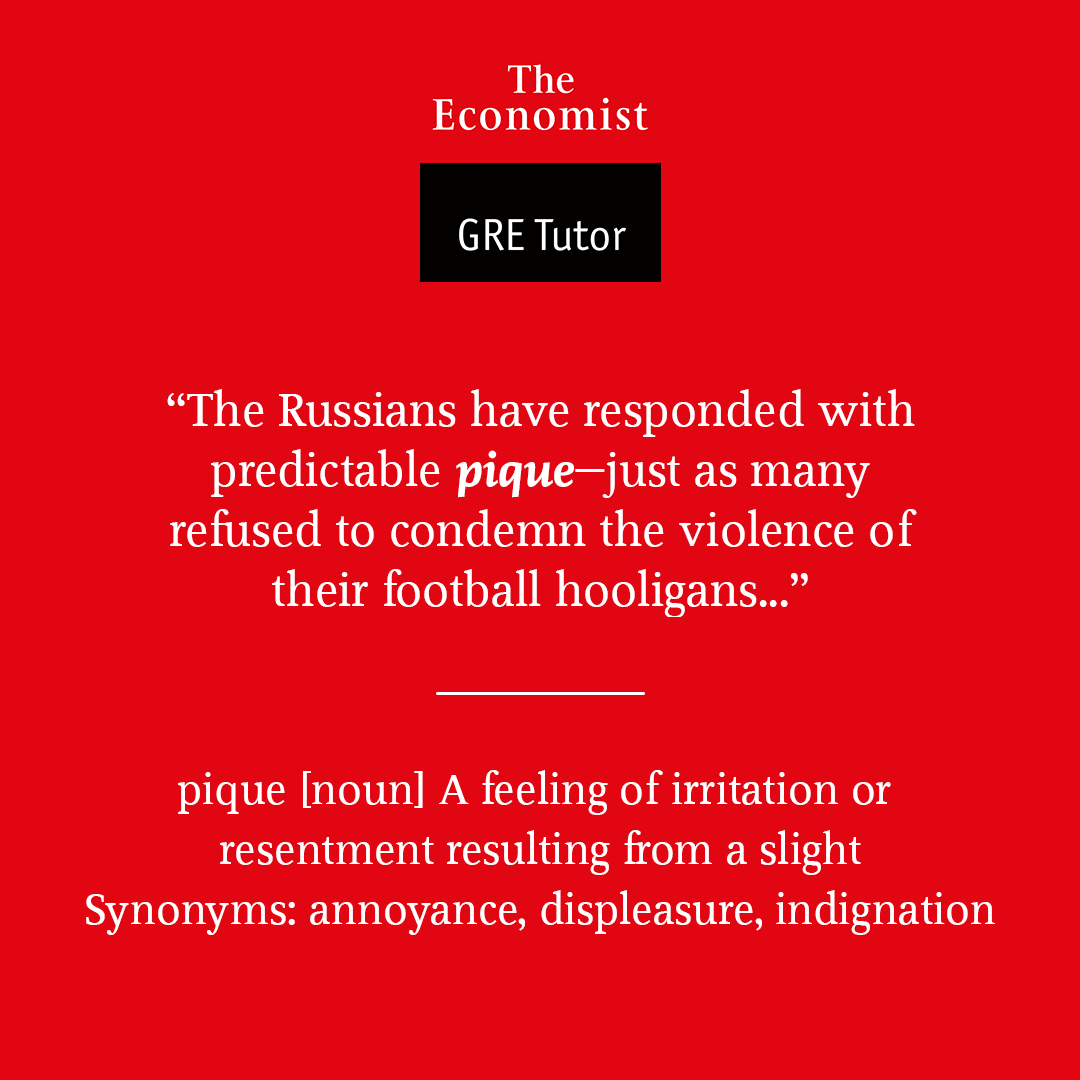 The
Economist
GRE Tutor
“The Russians have responded with
predictable pique—just as many
refused to condemn the violence of
their football hooligans...”
pique [noun] A feeling of irritation or
resentment resulting from a slight
Synonyms: annoyance, displeasure, indignation